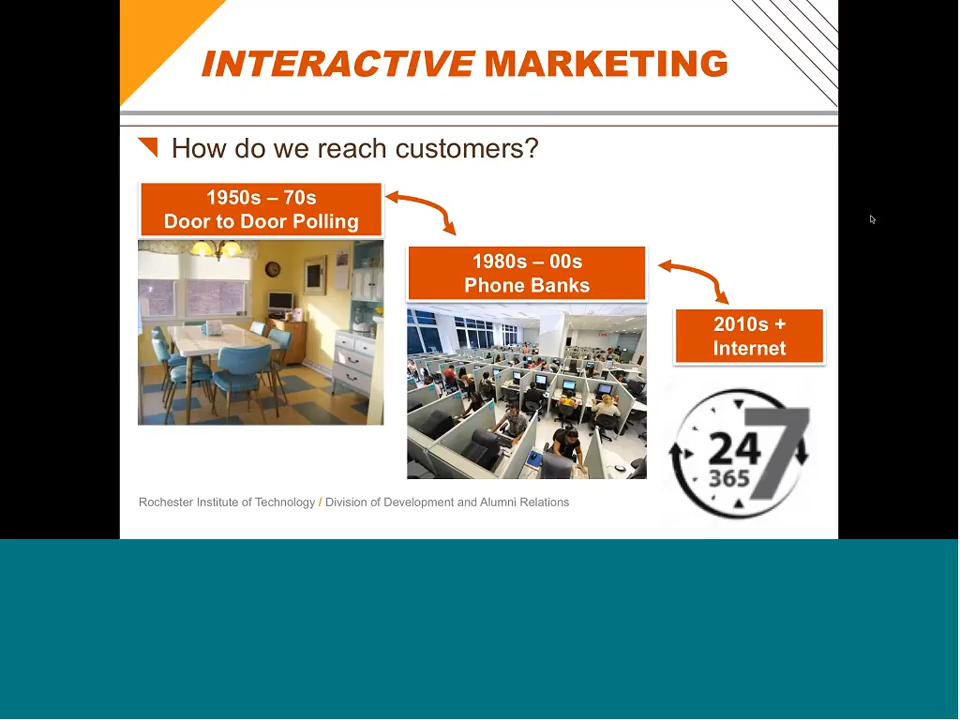 INTERACTIVE MARKETING
How do we reach customers?
1950s – 70s
Door to Door Polling
1980s – 00s
Phone Banks
2010s +
Internet
24
7
365
Rochester Institute of Technology / Division of Development and Alumni Relations